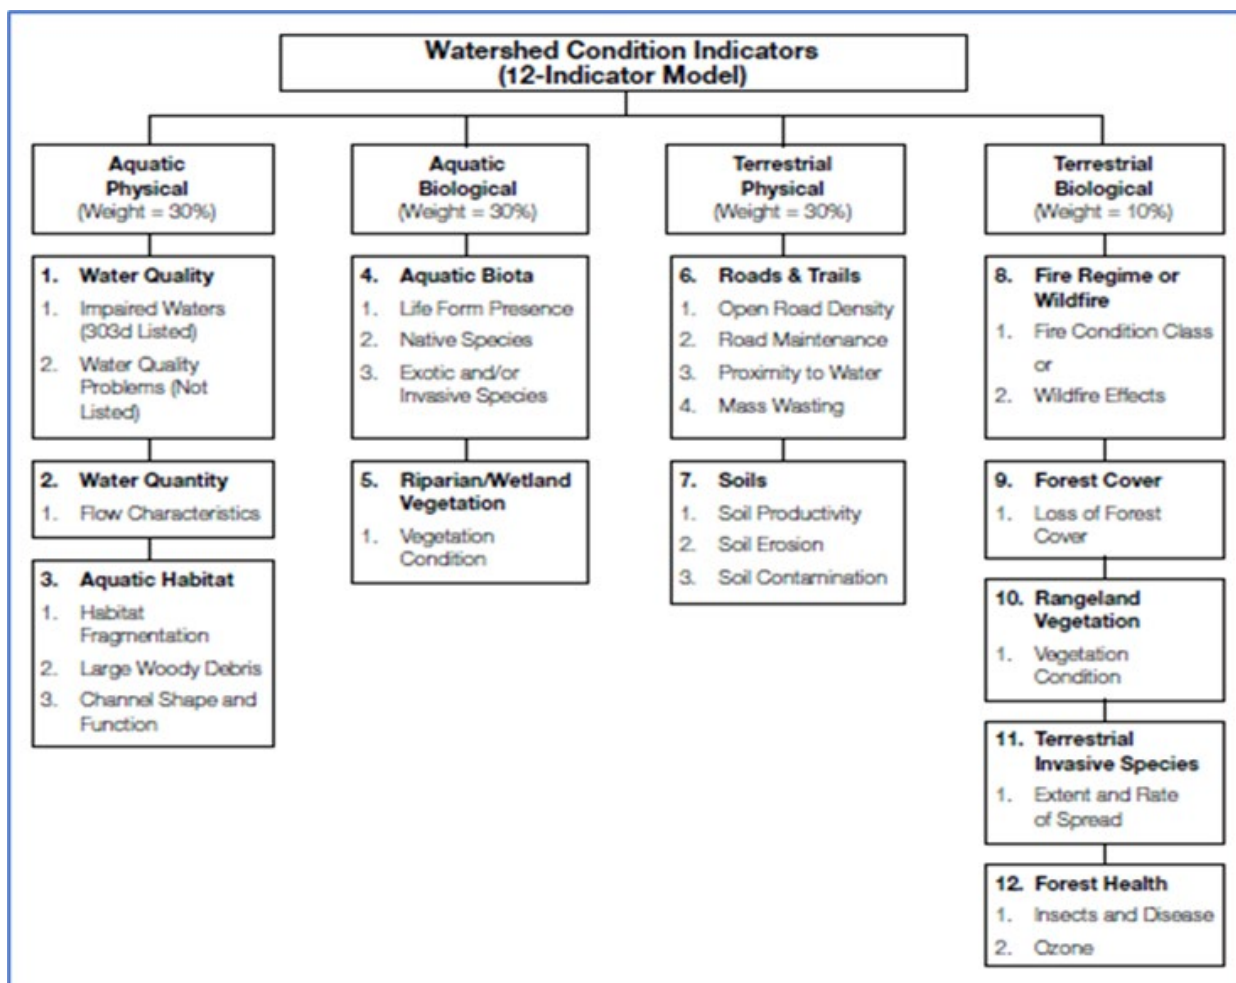 Watershed Condition Indicators
(12-Indicator Model)
Aquatic
Physical
(Weight = 30%)
1. Water Quality
1. Impaired Waters
(303d Listed)
2. Water Quality
Problems (Not
Listed)
2. Water Quantity
1. Flow Characteristics
3. Aquatic Habitat
1. Habitat
Fragmentation
2. Large Woody Debris
3. Channel Shape and
Function
Aquatic
Biological
(Weight = 30%)
4. Aquatic Biota
1. Life Form Presence
2. Native Species
3. Exotic and/or
Invasive Species
5. Riparian/Wetland
Vegetation
1. Vegetation
Condition
Terrestrial
Physical
(Weight = 30%)
6. Roads & Trails
1. Open Road Density
2. Road Maintenance
3. Proximity to Water
4. Mass Wasting
7. Soils
1. Soil Productivity
2. Soil Erosion
3. Soil Contamination
Terrestrial
Biological
(Weight = 10%)
8. Fire Regime or
Wildfire
1. Fire Condition Class
or
2. Wildfire Effects
9. Forest Cover
1. Loss of Forest
Cover
10. Rangeland
Vegetation
1. Vegetation
Condition
11. Terrestrial
Invasive Species
1. Extent and Rate
of Spread
12. Forest Health
1. Insects and Disease
2. Ozone